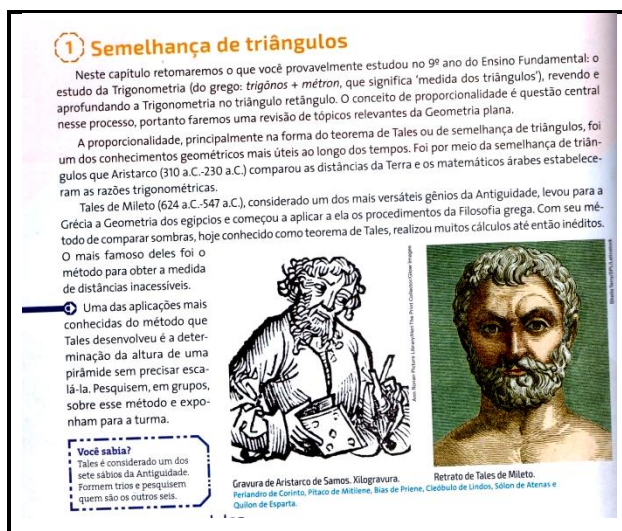 1 Semelhança de triângulos
Neste capítulo retomaremos o que você provavelmente estudou no 9º ano do Ensino Fundamental: o
estudo da Trigonometria (do grego: trigônos + métron, que significa 'medida dos triângulos'), revendo e
aprofundando a Trigonometria no triângulo retângulo. O conceito de proporcionalidade é questão central
nesse processo, portanto faremos uma revisão de tópicos relevantes da Geometria plana.
A proporcionalidade, principalmente na forma do teorema de Tales ou de semelhança de triângulos, foi
um dos conhecimentos geométricos mais úteis ao longo dos tempos. Foi por meio da semelhança de triân-
gulos que Aristarco (310 a.C.-230 a.C.) comparou as distâncias da Terra e os matemáticos árabes estabelece-
ram as razões trigonométricas.
Tales de Mileto (624 a.C.-547 a.C.), considerado um dos mais versáteis gênios da Antiguidade, levou para a
Grécia a Geometria dos egípcios e começou a aplicar a ela os procedimentos da Filosofia grega. Com seu mé-
todo de comparar sombras, hoje conhecido como teorema de Tales, realizou muitos cálculos até então inéditos.
O mais famoso deles foi o
método para obter a medida
de distâncias inacessíveis.
Uma das aplicações mais
conhecidas do método que
Tales desenvolveu é a deter-
minação da altura de uma
pirâmide sem precisar esca-
lá-la. Pesquisem, em grupos,
sobre esse método e expo-
nham para a turma.
Você sabia?
Tales é considerado um dos
sete sábios da Antiguidade.
Formem trios e pesquisem
quem são os outros seis.
Ann Ronan Picture Library/Heri The Print Collector/Glow Images
Gravura de Aristarco de Samos. Xilogravura.
Retrato de Tales de Mileto.
Periandro de Corinto, Pítaco de Mitilene, Bias de Priene, Cleóbulo de Lindos, Sólon de Atenas e
Quílon de Esparta.